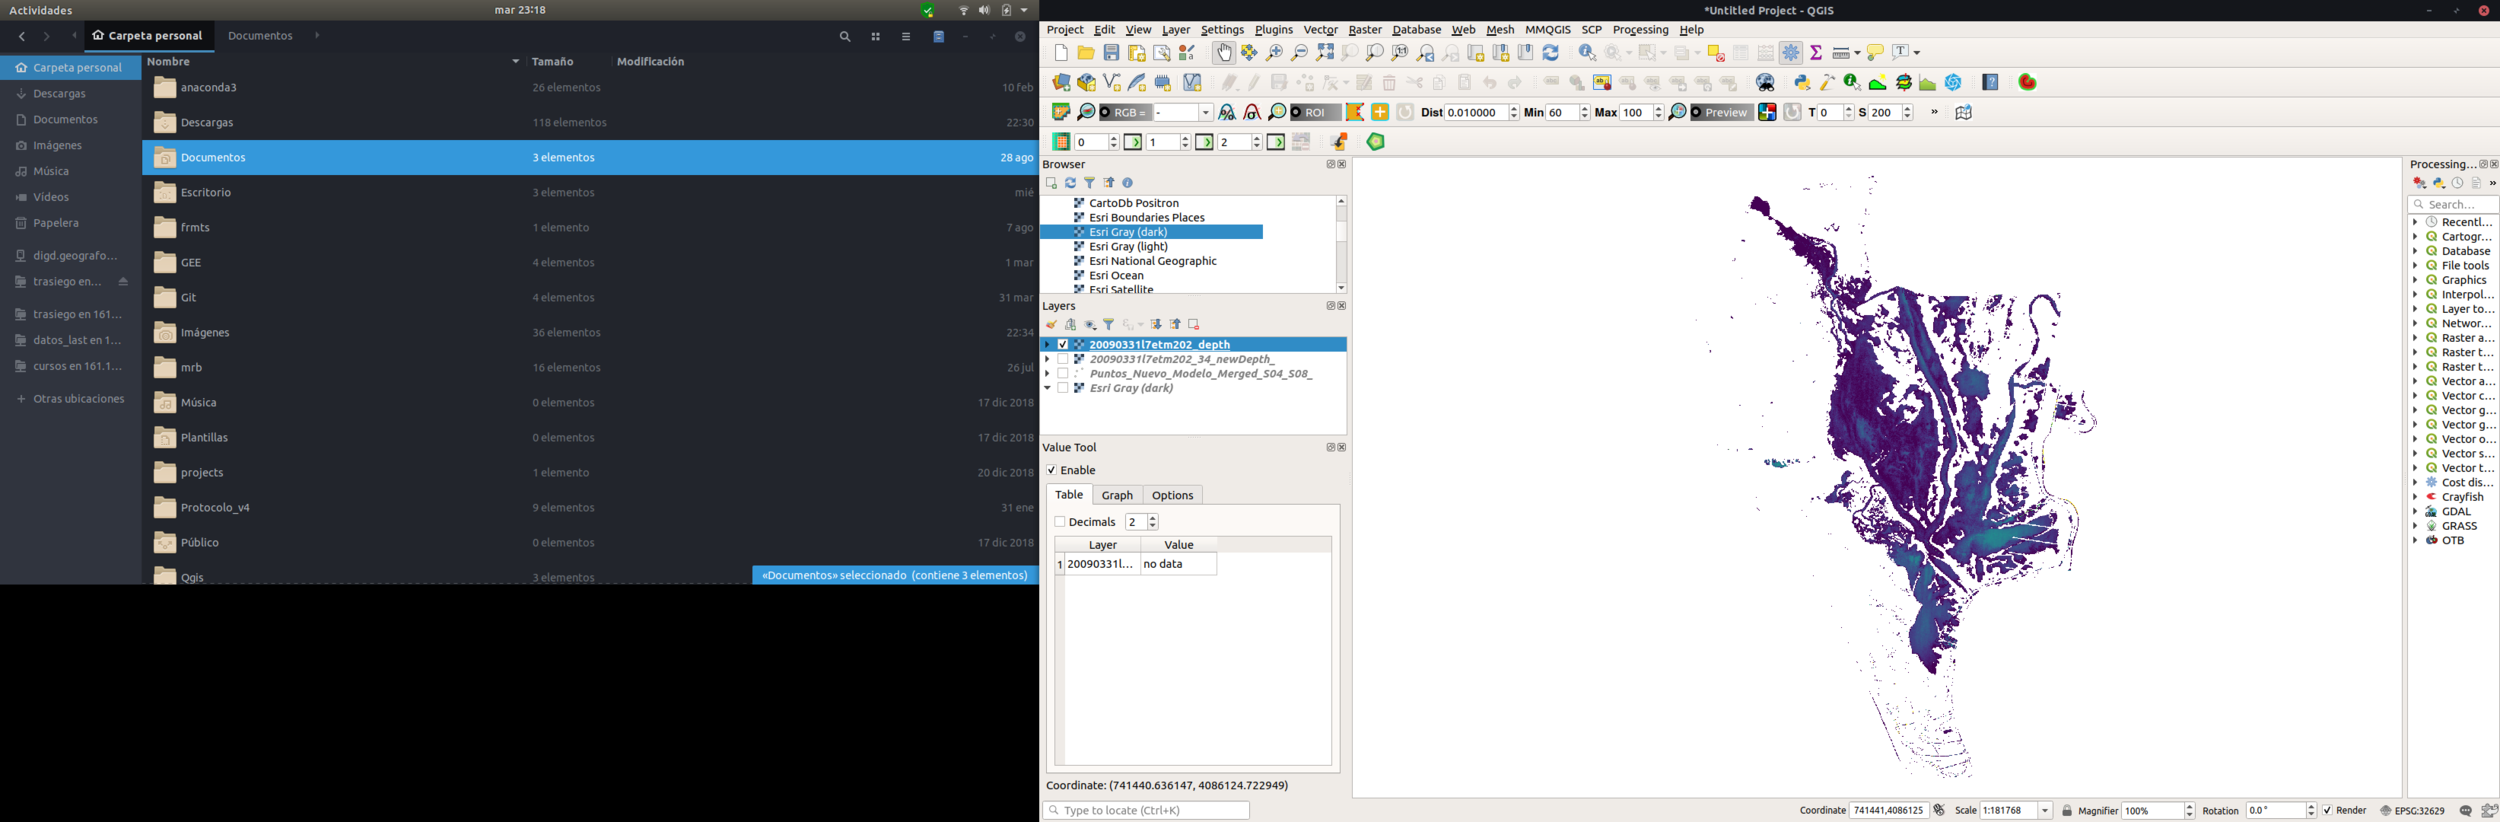 Actividades
mar 23:18
Carpeta personal
Documentos
Carpeta personal
Descargas
Documentos
Imágenes
Música
Vídeos
Papelera
digd.geografo...
trasiego en...
trasiego en 161...
datos_last en 1...
cursos en 161.1...
+ Otras ubicaciones
Nombre Tamaño Modificación
anaconda3 26 elementos 10 feb
Descargas 118 elementos 22:30
Documentos 3 elementos 28 ago
Escritorio 3 elementos mié
frmts 1 elemento 7 ago
GEE 4 elementos 1 mar
Git 4 elementos 31 mar
Imágenes 36 elementos 22:34
mrb 16 elementos 26 jul
Música 0 elementos 17 dic 2018
Plantillas 0 elementos 17 dic 2018
projects 1 elemento 20 dic 2018
Protocolo_v4 9 elementos 31 ene
Público 0 elementos 17 dic 2018
Qgis 3 elementos
«Documentos» seleccionado (contiene 3 elementos)
*Untitled Project - QGIS
Project Edit View Layer Settings Plugins Vector Raster Database Web Mesh MMQGIS SCP Processing Help
RGB = - ROI Dist 0.010000 Min 60 Max 100 Preview T 0 S 200 »
0 1 2
Browser
CartoDb Positron
Esri Boundaries Places
Esri Gray (dark)
Esri Gray (light)
Esri National Geographic
Esri Ocean
Esri Satellite
Layers
20090331l7etm202_depth
20090331l7etm202_34_newDepth_
Puntos_Nuevo_Modelo_Merged_S04_S08_
Esri Gray (dark)
Value Tool
Enable
Table Graph Options
Decimals 2
Layer Value
1 20090331l... no data
Coordinate: (741440.636147, 4086124.722949)
Type to locate (Ctrl+K)
Processing...
»
Search...
Recentl...
Cartogr...
Database
File tools
Graphics
Interpol...
Layer to...
Networ...
Raster a...
Raster t...
Raster t...
Vector a...
Vector c...
Vector g...
Vector g...
Vector o...
Vector s...
Vector t...
Cost dis...
Crayfish
GDAL
GRASS
OTB
Coordinate 741441,4086125 Scale 1:181768 Magnifier 100% Rotation 0.0 ° Render EPSG:32629